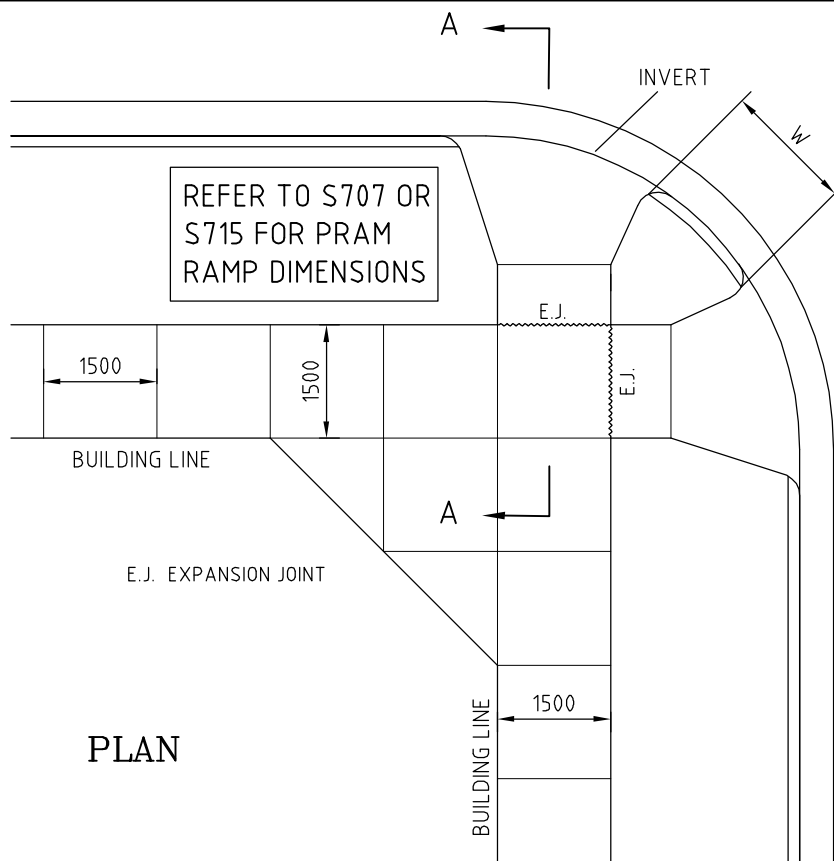 A
INVERT
W
REFER TO S707 OR
S715 FOR PRAM
RAMP DIMENSIONS
E.J.
1500
1500
E.J.
BUILDING LINE
A
E.J. EXPANSION JOINT
1500
BUILDING LINE
PLAN